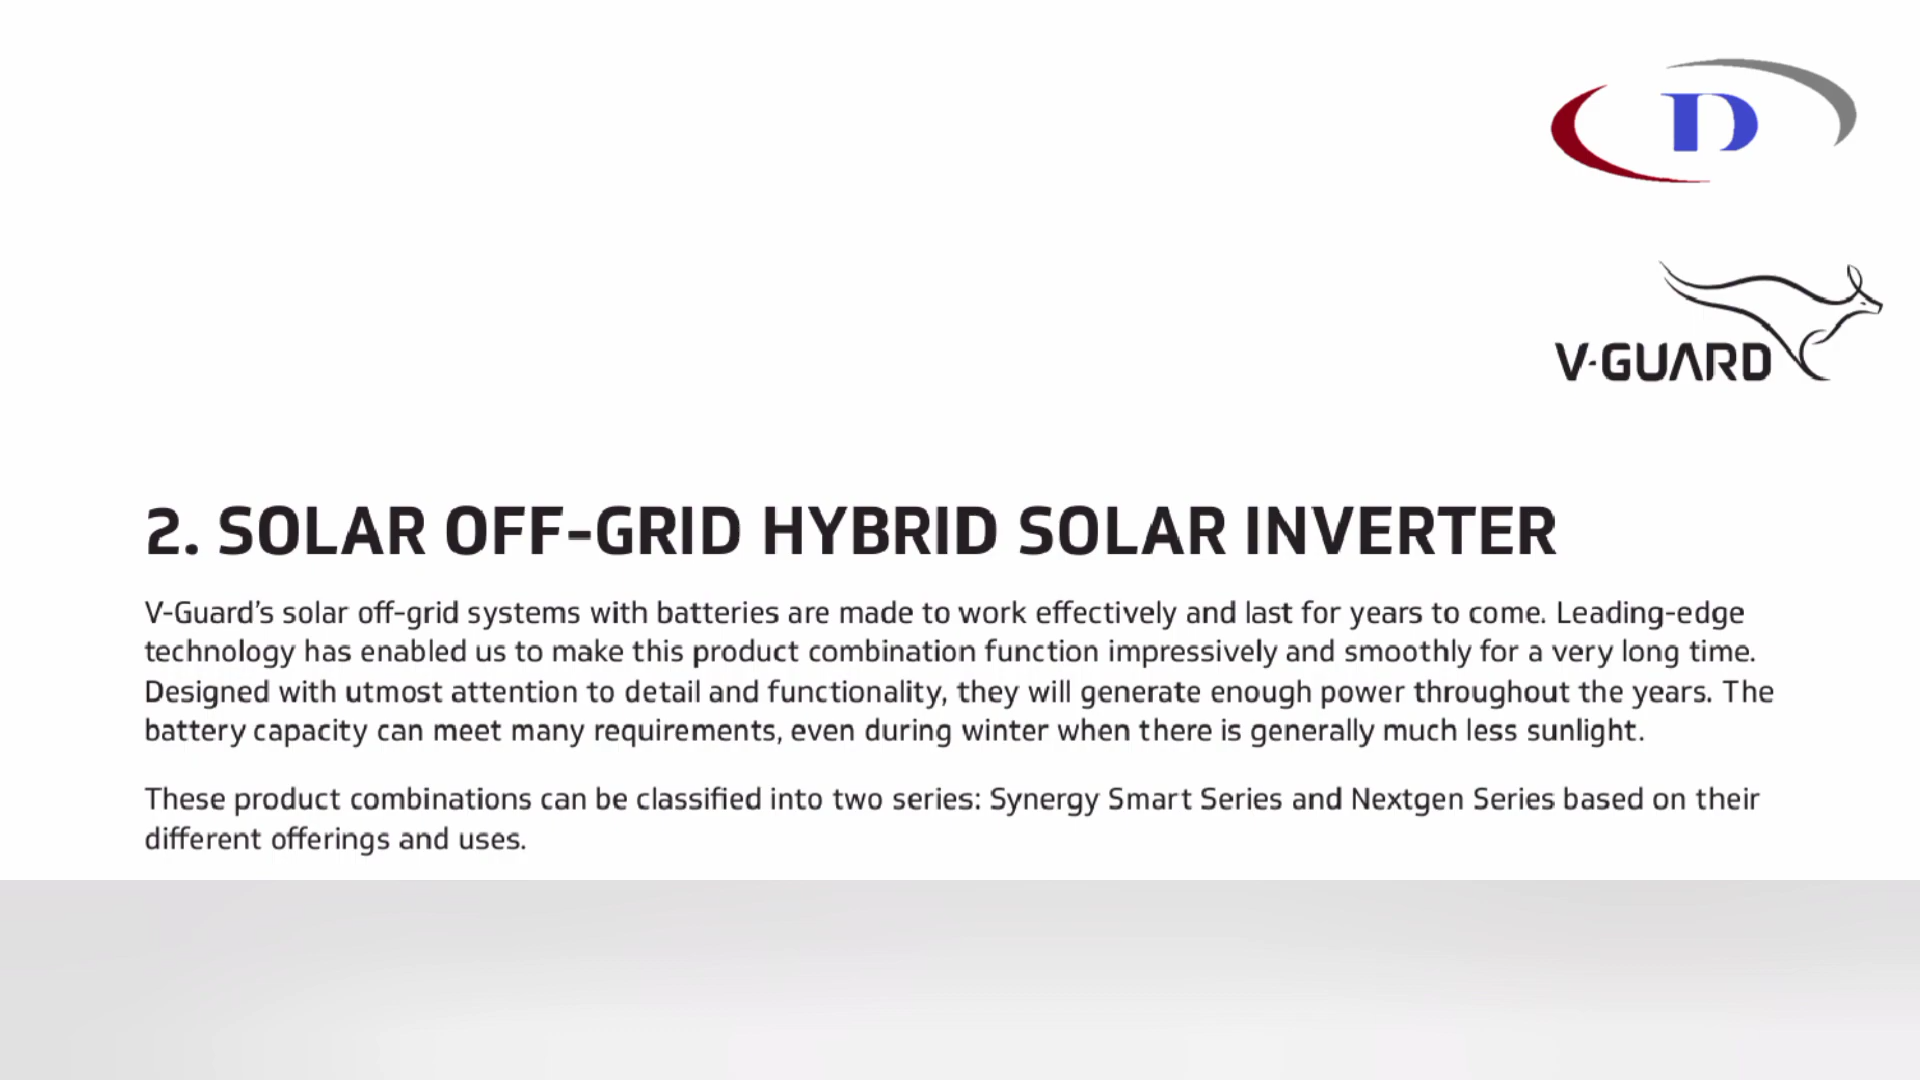 D
V-GUARD
2. SOLAR OFF-GRID HYBRID SOLAR INVERTER
V-Guard’s solar off-grid systems with batteries are made to work effectively and last for years to come. Leading-edge
technology has enabled us to make this product combination function impressively and smoothly for a very long time.
Designed with utmost attention to detail and functionality, they will generate enough power throughout the years. The
battery capacity can meet many requirements, even during winter when there is generally much less sunlight.
These product combinations can be classified into two series: Synergy Smart Series and Nextgen Series based on their
different offerings and uses.